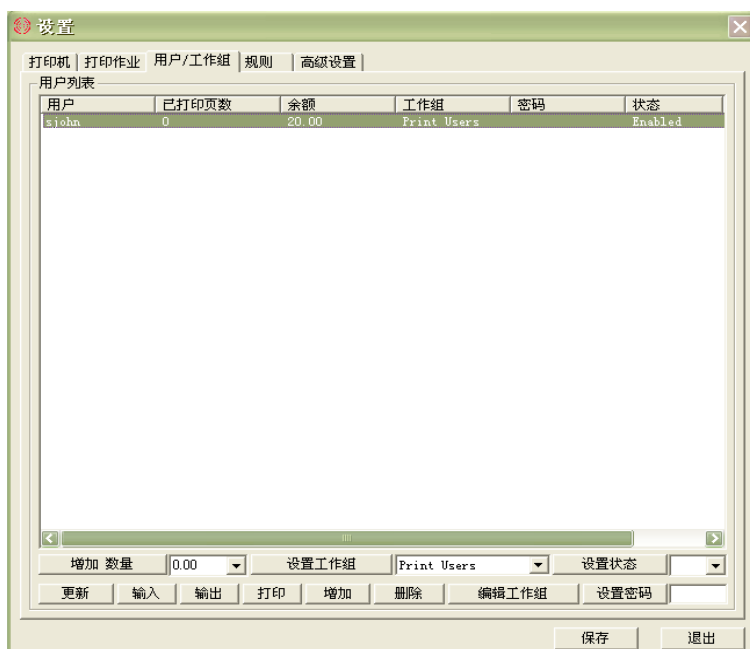 设置
打印机 打印作业 用户/工作组 规则 高级设置
用户列表
用户 已打印页数 余额 工作组 密码 状态
sjohn 0 20.00 Print Users Enabled
增加 数量 0.00 设置工作组 Print Users 设置状态
更新 输入 输出 打印 增加 删除 编辑工作组 设置密码
保存 退出